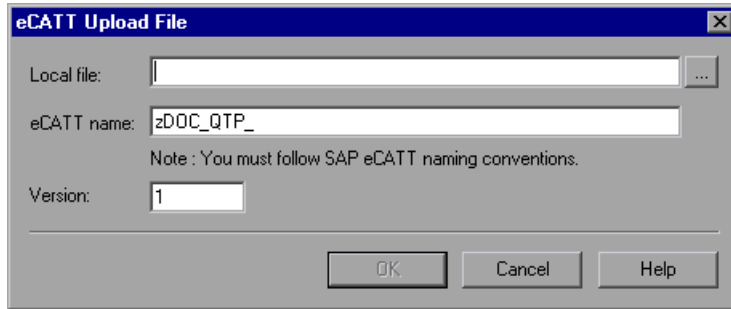 eCATT Upload File
Local file:
...
eCATT name: zDOC_QTP_
Note : You must follow SAP eCATT naming conventions.
Version: 1
OK Cancel Help